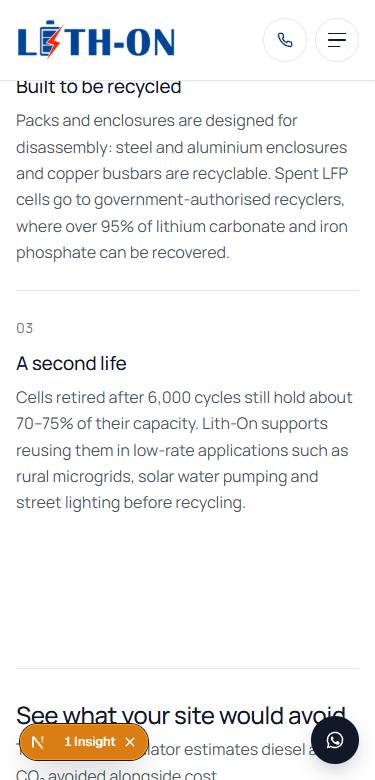 LITH-ON
Built to be recycled
Packs and enclosures are designed for
disassembly: steel and aluminium enclosures
and copper busbars are recyclable. Spent LFP
cells go to government-authorised recyclers,
where over 95% of lithium carbonate and iron
phosphate can be recovered.
03
A second life
Cells retired after 6,000 cycles still hold about
70–75% of their capacity. Lith-On supports
reusing them in low-rate applications such as
rural microgrids, solar water pumping and
street lighting before recycling.
See what your site would avoid
N 1 Insight ×
estimates diesel
CO₂ avoided alongside cost